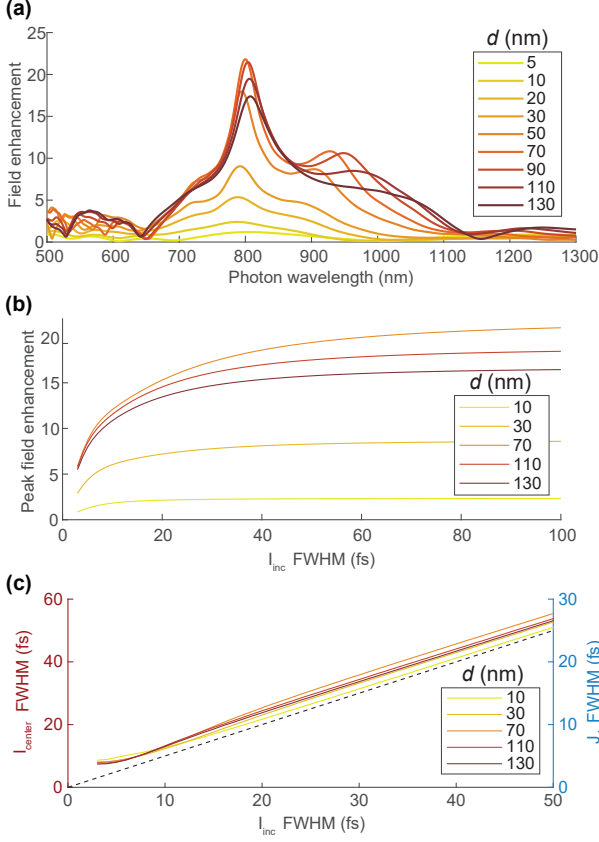 (a)
d (nm)
5
10
20
30
50
70
90
110
130
Field enhancement
25
20
15
10
5
0
500 600 700 800 900 1000 1100 1200 1300
Photon wavelength (nm)
(b)
Peak field enhancement
20
15
10
5
0
d (nm)
10
30
70
110
130
0 20 40 60 80 100
I_inc FWHM (fs)
(c)
I_center FWHM (fs)
60
40
20
0
d (nm)
10
30
70
110
130
30
20
10
0
FWHM (fs)
0 10 20 30 40 50
I_inc FWHM (fs)